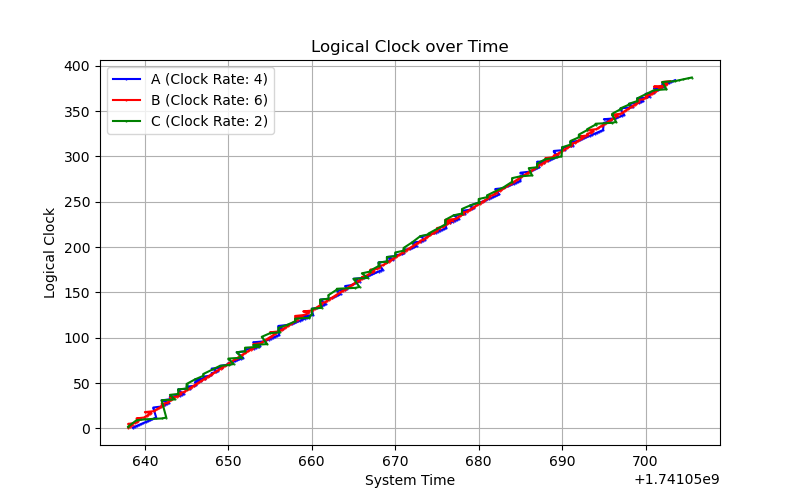 Logical Clock over Time
A (Clock Rate: 4)
B (Clock Rate: 6)
C (Clock Rate: 2)
Logical Clock
400
350
300
250
200
150
100
50
0
640 650 660 670 680 690 700
System Time
+1.74105e9